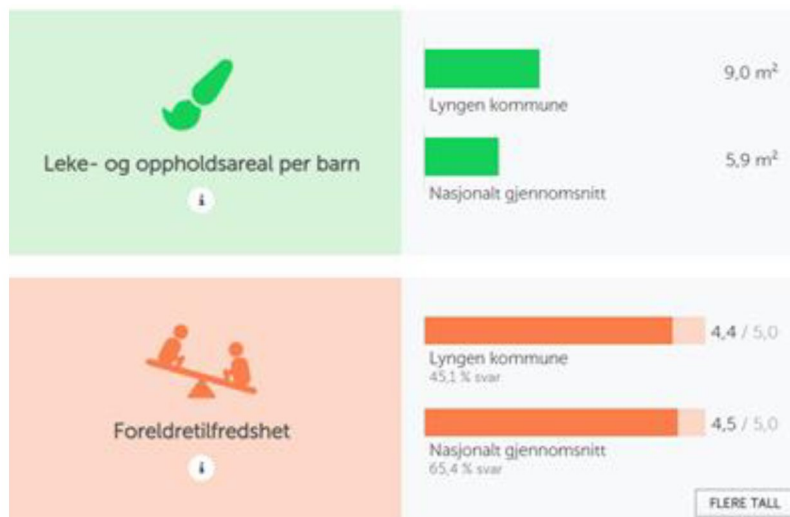 Leke- og oppholdsareal per barn
i
9,0 m²
Lyngen kommune
5,9 m²
Nasjonalt gjennomsnitt
Foreldretilfredshet
i
4,4 / 5,0
Lyngen kommune
45,1 % svar
4,5 / 5,0
Nasjonalt gjennomsnitt
65,4 % svar
FLERE TALL